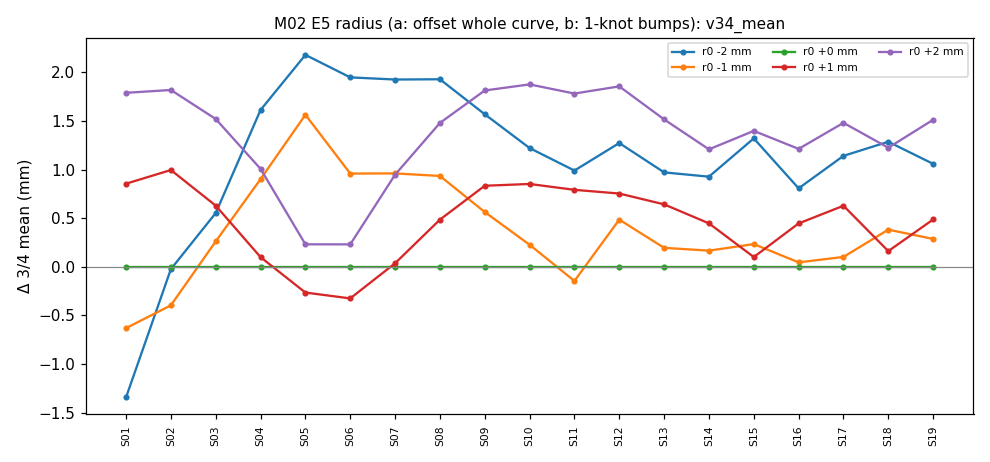 M02 E5 radius (a: offset whole curve, b: 1-knot bumps): v34_mean
r0 -2 mm
r0 -1 mm
r0 +0 mm
r0 +1 mm
r0 +2 mm
Δ 3/4 mean (mm)
2.0
1.5
1.0
0.5
0.0
−0.5
−1.0
−1.5
S01
S02
S03
S04
S05
S06
S07
S08
S09
S10
S11
S12
S13
S14
S15
S16
S17
S18
S19